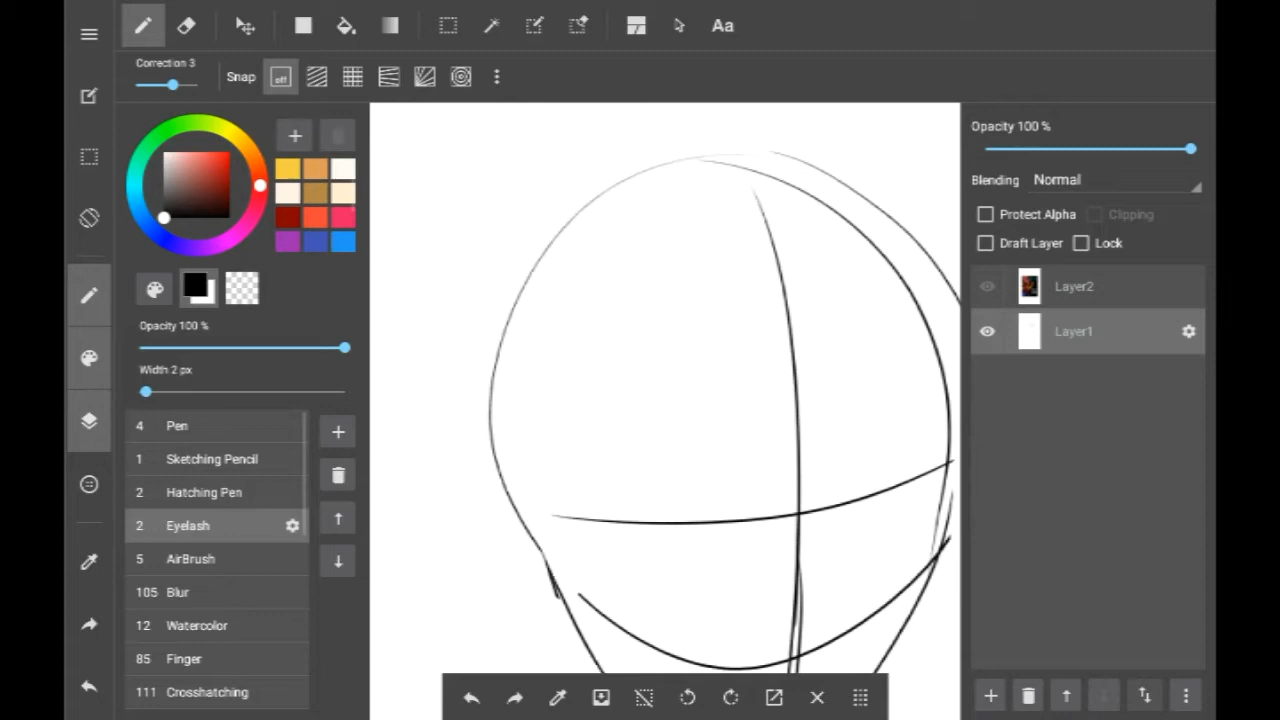 Aa
Correction 3
Snap
off
Opacity 100 %
Blending Normal
Protect Alpha
Clipping
Draft Layer
Lock
Layer2
Layer1
Opacity 100 %
Width 2 px
4 Pen
1 Sketching Pencil
2 Hatching Pen
2 Eyelash
5 AirBrush
105 Blur
12 Watercolor
85 Finger
111 Crosshatching